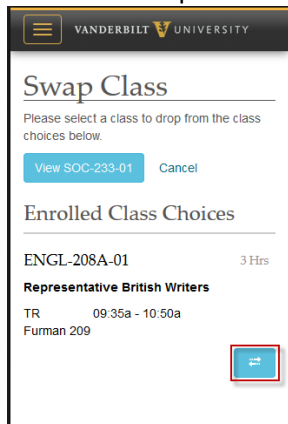 VANDERBILT V UNIVERSITY
Swap Class
Please select a class to drop from the class
choices below.
View SOC-233-01 Cancel
Enrolled Class Choices
ENGL-208A-01 3 Hrs
Representative British Writers
TR 09:35a - 10:50a
Furman 209